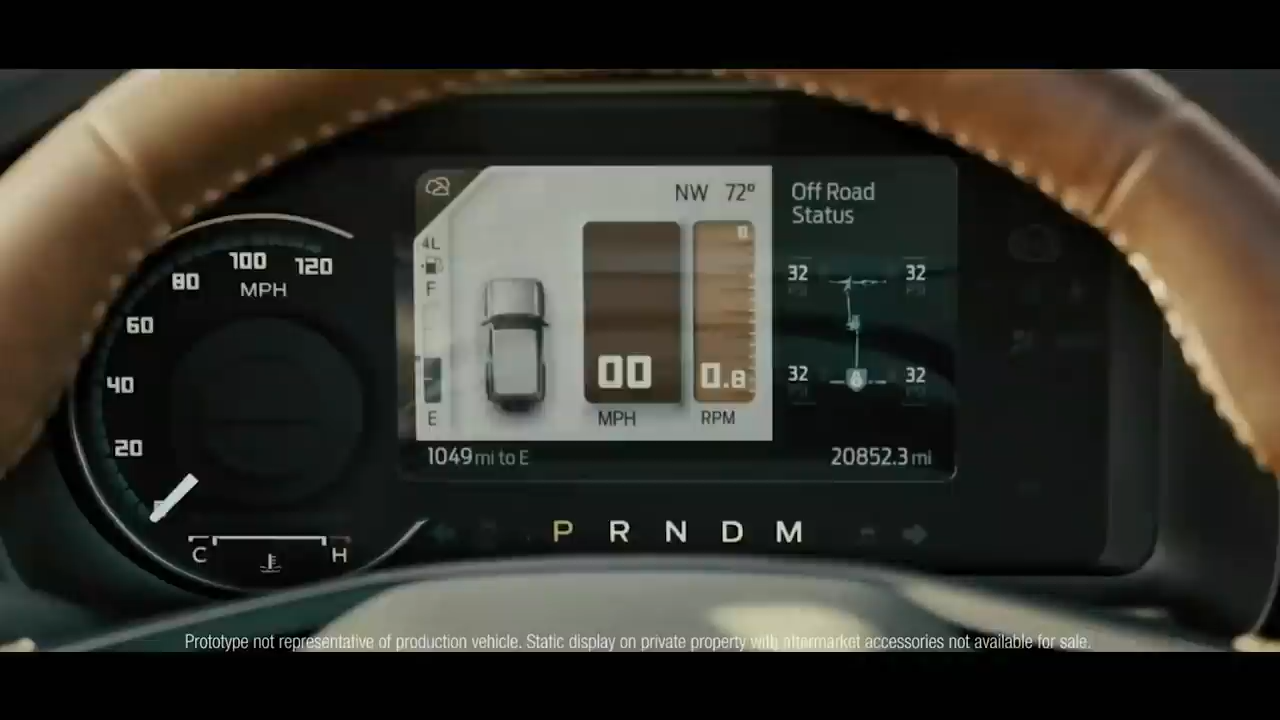 NW 72°
Off Road
Status
4L
F
E
32 32
32 32
00
MPH
0.8
RPM
1049 mi to E
20852.3 mi
120
100
80
MPH
60
40
20
C H
P R N D M
Prototype not representative of production vehicle. Static display on private property with aftermarket accessories not available for sale.